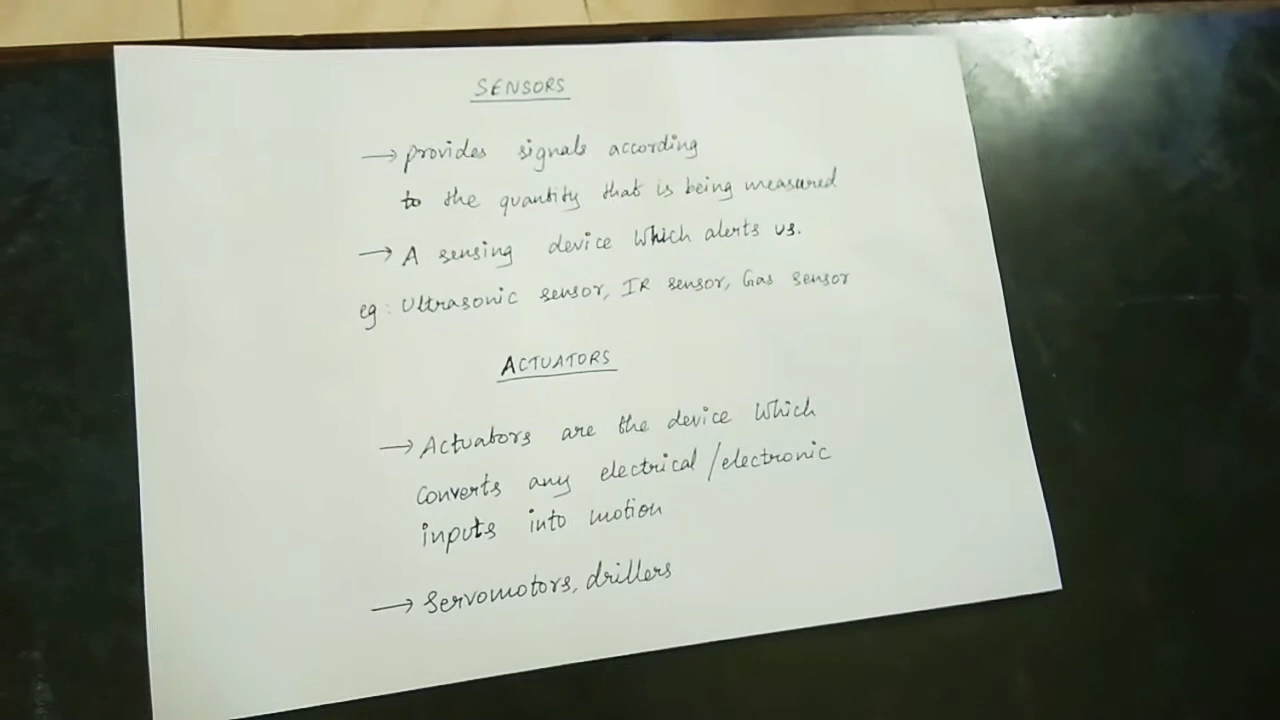 SENSORS
→ provides signals according
to the quantity that is being measured
→ A sensing device which alerts us.
eg: Ultrasonic sensor, IR sensor, Gas sensor
ACTUATORS
→ Actuators are the device which
converts any electrical/electronic
inputs into motion
→ servomotors, drillers